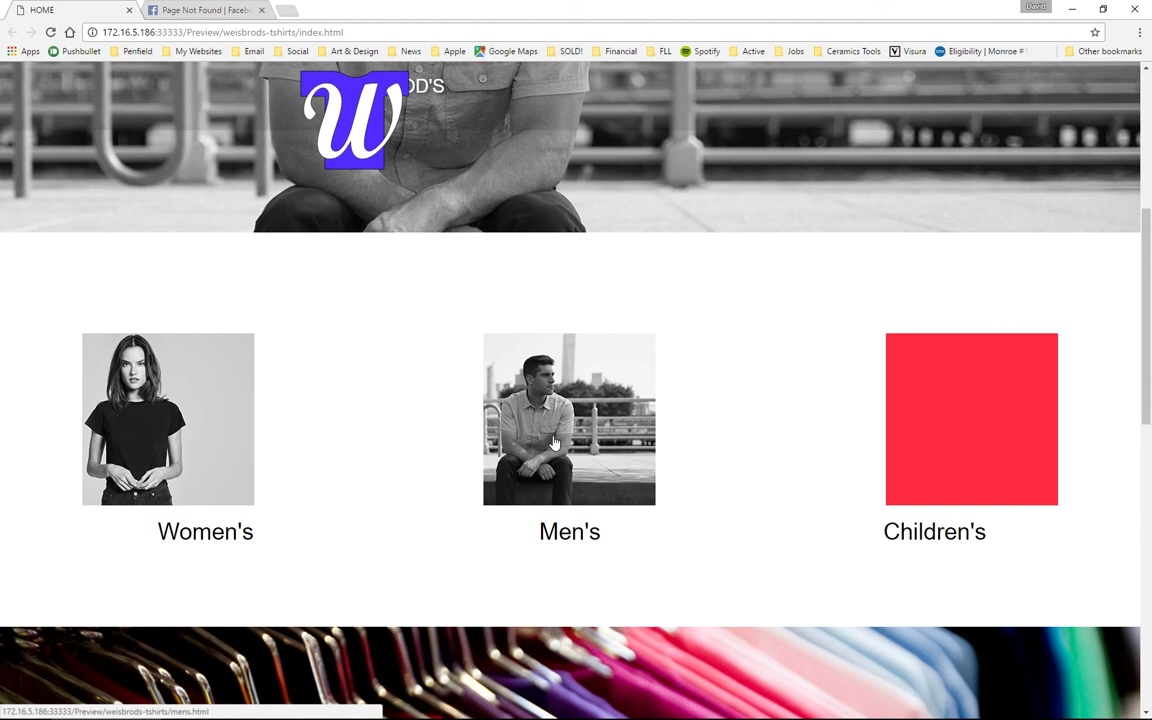 HOME
Page Not Found | Faceb
David
172.16.5.186:33333/Preview/weisbrods-tshirts/index.html
Apps Pushbullet Penfield My Websites Email Social Art & Design News Apple Google Maps SOLD! Financial FLL Spotify Active Jobs Ceramics Tools Visura Eligibility | Monroe #1 Other bookmarks
OD'S
W
Women's
Men's
Children's
172.16.5.186:33333/Preview/weisbrods-tshirts/mens.html